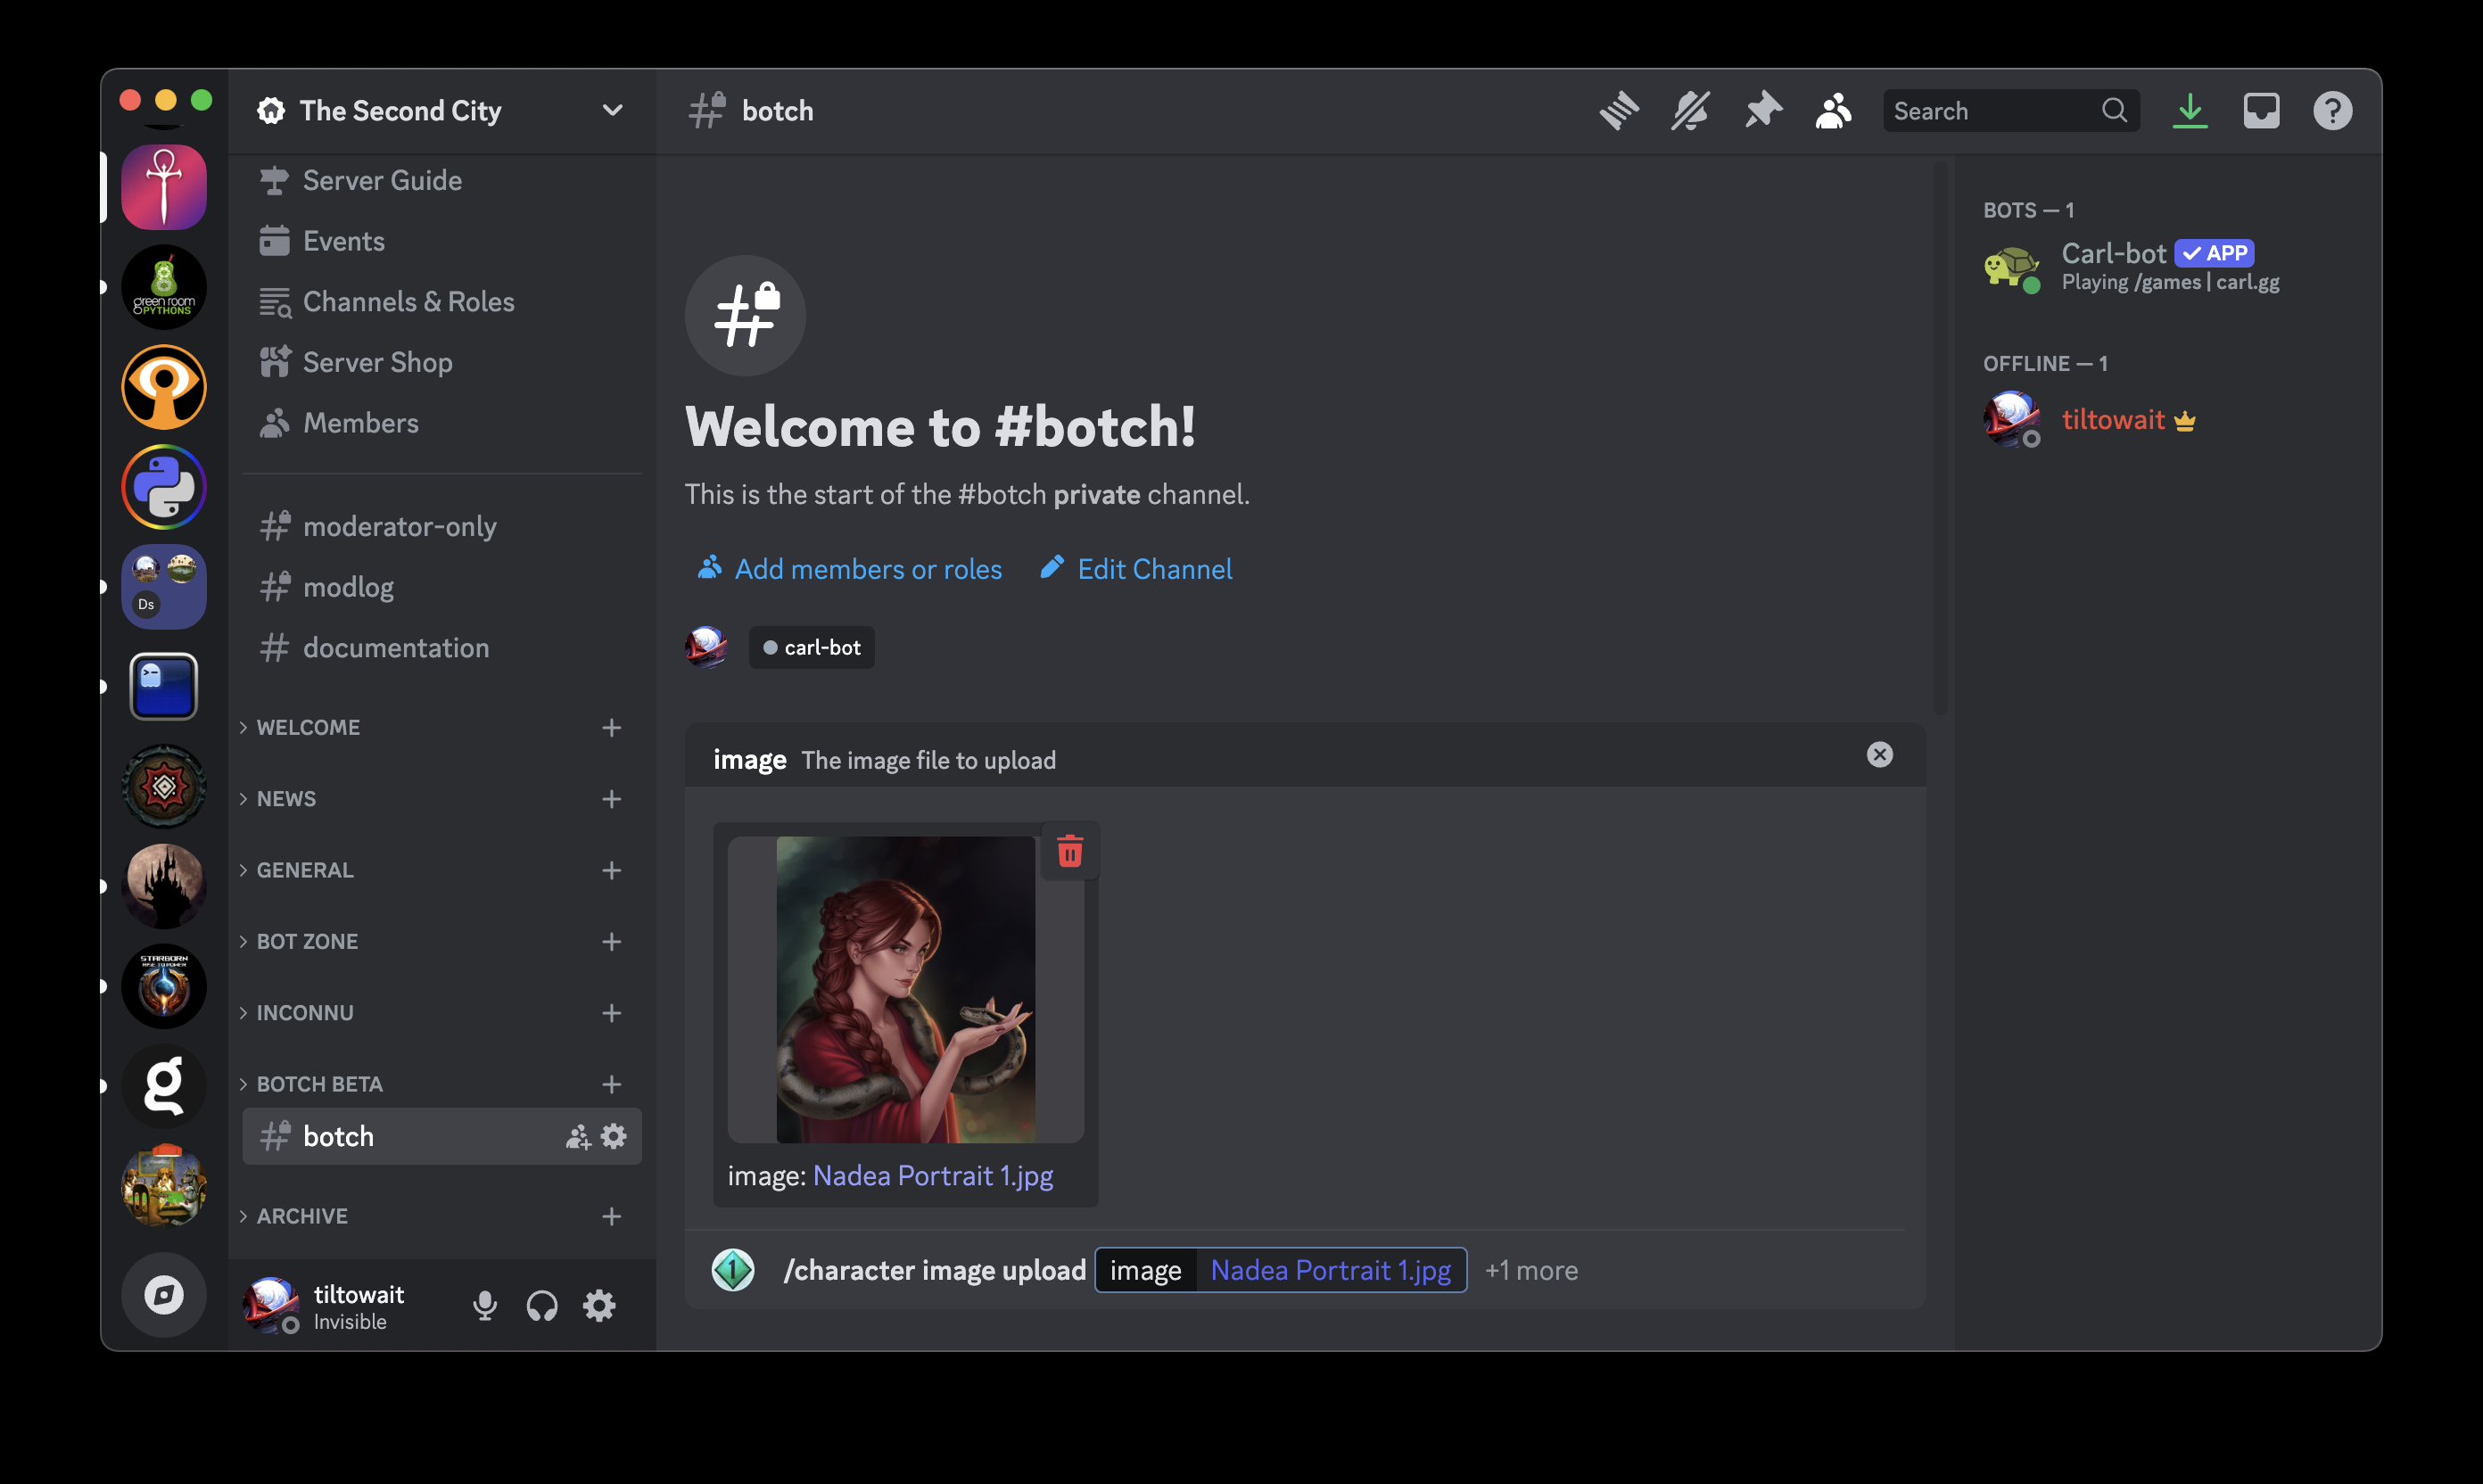 The Second City
Server Guide
Events
Channels & Roles
Server Shop
Members
moderator-only
modlog
documentation
WELCOME
NEWS
GENERAL
BOT ZONE
INCONNU
BOTCH BETA
botch
ARCHIVE
tiltowait
Invisible
green room
PYTHONS
Ds
STARBORN
RISE TO POWER
g
botch
Search
Welcome to #botch!
This is the start of the #botch private channel.
Add members or roles
Edit Channel
carl-bot
image The image file to upload
image: Nadea Portrait 1.jpg
1
/character image upload image Nadea Portrait 1.jpg +1 more
BOTS — 1
Carl-bot APP
Playing /games | carl.gg
OFFLINE — 1
tiltowait